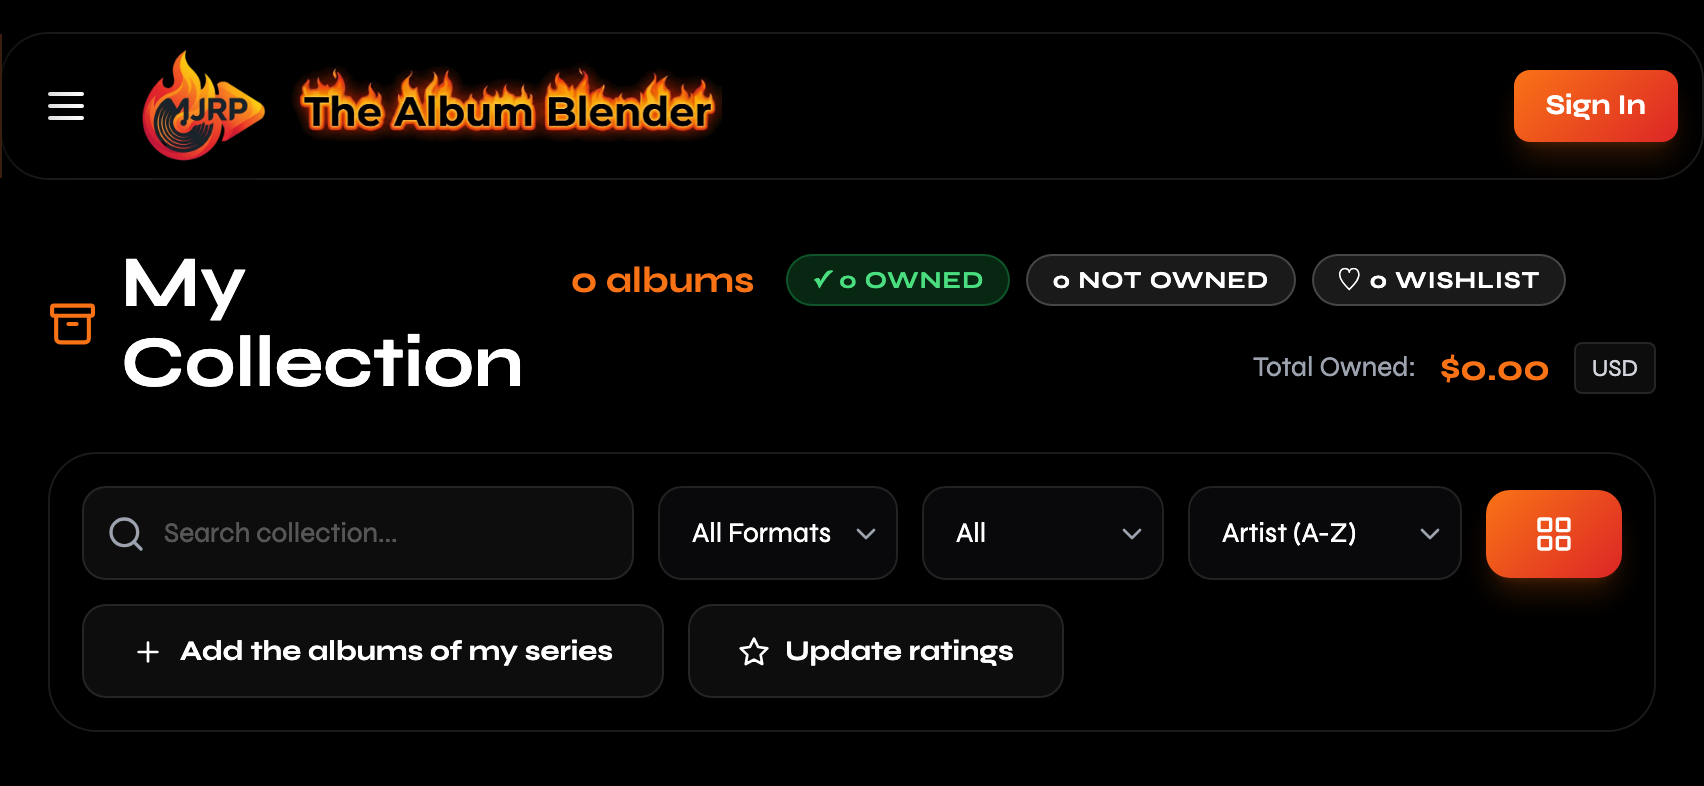 MJRP
The Album Blender
Sign In
My
Collection
0 albums
✓ 0 OWNED
0 NOT OWNED
♡ 0 WISHLIST
Total Owned: $0.00 USD
Search collection...
All Formats
All
Artist (A-Z)
+ Add the albums of my series
Update ratings